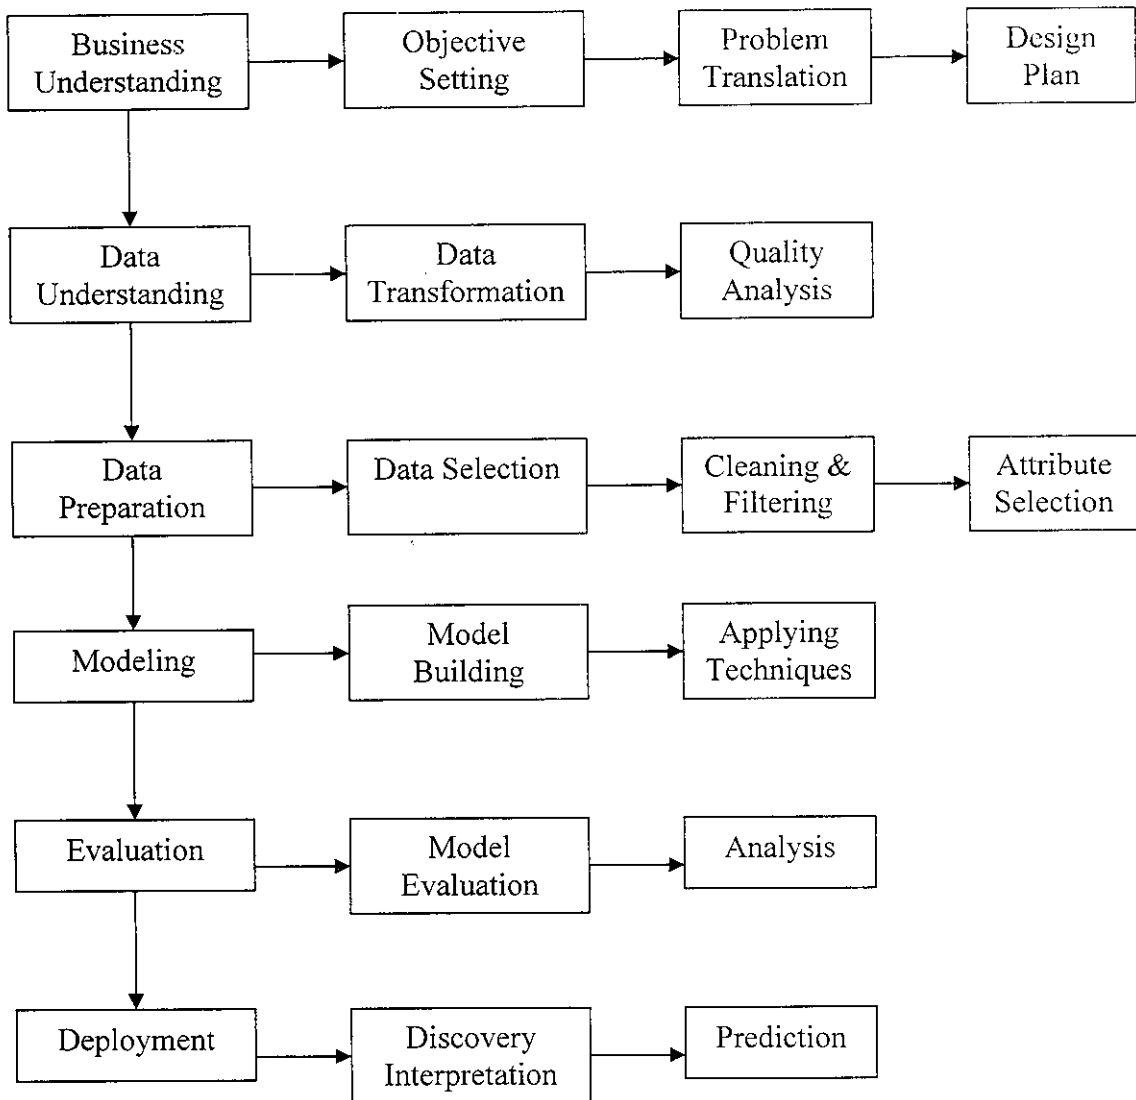 Business
Understanding
Objective
Setting
Problem
Translation
Design
Plan
Data
Understanding
Data
Transformation
Quality
Analysis
Data
Preparation
Data Selection
Cleaning &
Filtering
Attribute
Selection
Modeling
Model
Building
Applying
Techniques
Evaluation
Model
Evaluation
Analysis
Deployment
Discovery
Interpretation
Prediction